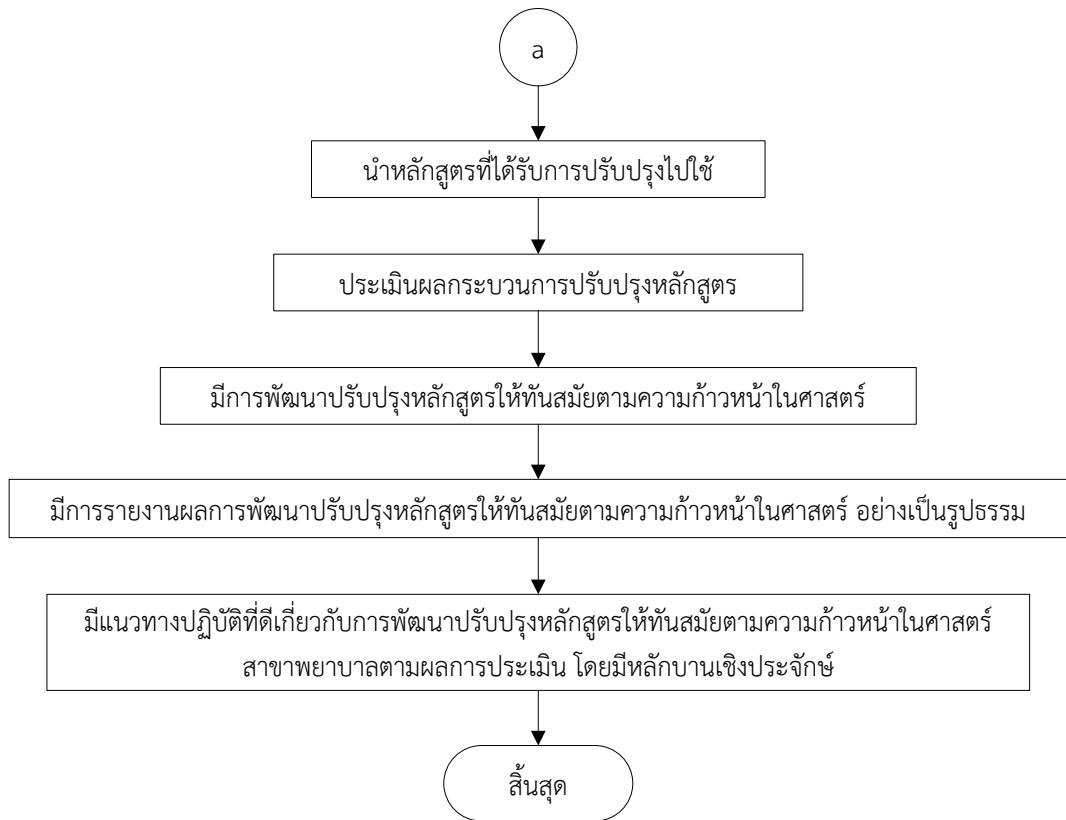 a
นำหลักสูตรที่ได้รับการปรับปรุงไปใช้
ประเมินผลกระบวนการปรับปรุงหลักสูตร
มีการพัฒนาปรับปรุงหลักสูตรให้ทันสมัยตามความก้าวหน้าในศาสตร์
มีการรายงานผลการพัฒนาปรับปรุงหลักสูตรให้ทันสมัยตามความก้าวหน้าในศาสตร์ อย่างเป็นรูปธรรม
มีแนวทางปฏิบัติที่ดีเกี่ยวกับการพัฒนาปรับปรุงหลักสูตรให้ทันสมัยตามความก้าวหน้าในศาสตร์
สาขาพยาบาลตามผลการประเมิน โดยมีหลักบานเชิงประจักษ์
สิ้นสุด